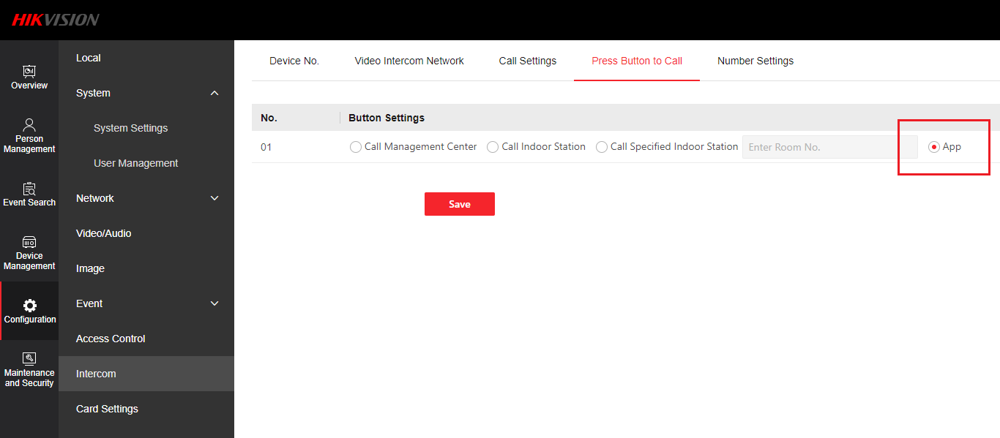 HIKVISION
Overview
Person
Management
Event Search
Device
Management
Configuration
Maintenance
and Security
Local
System
System Settings
User Management
Network
Video/Audio
Image
Event
Access Control
Intercom
Card Settings
Device No. Video Intercom Network Call Settings Press Button to Call Number Settings
No. Button Settings
01 Call Management Center Call Indoor Station Call Specified Indoor Station Enter Room No. App
Save